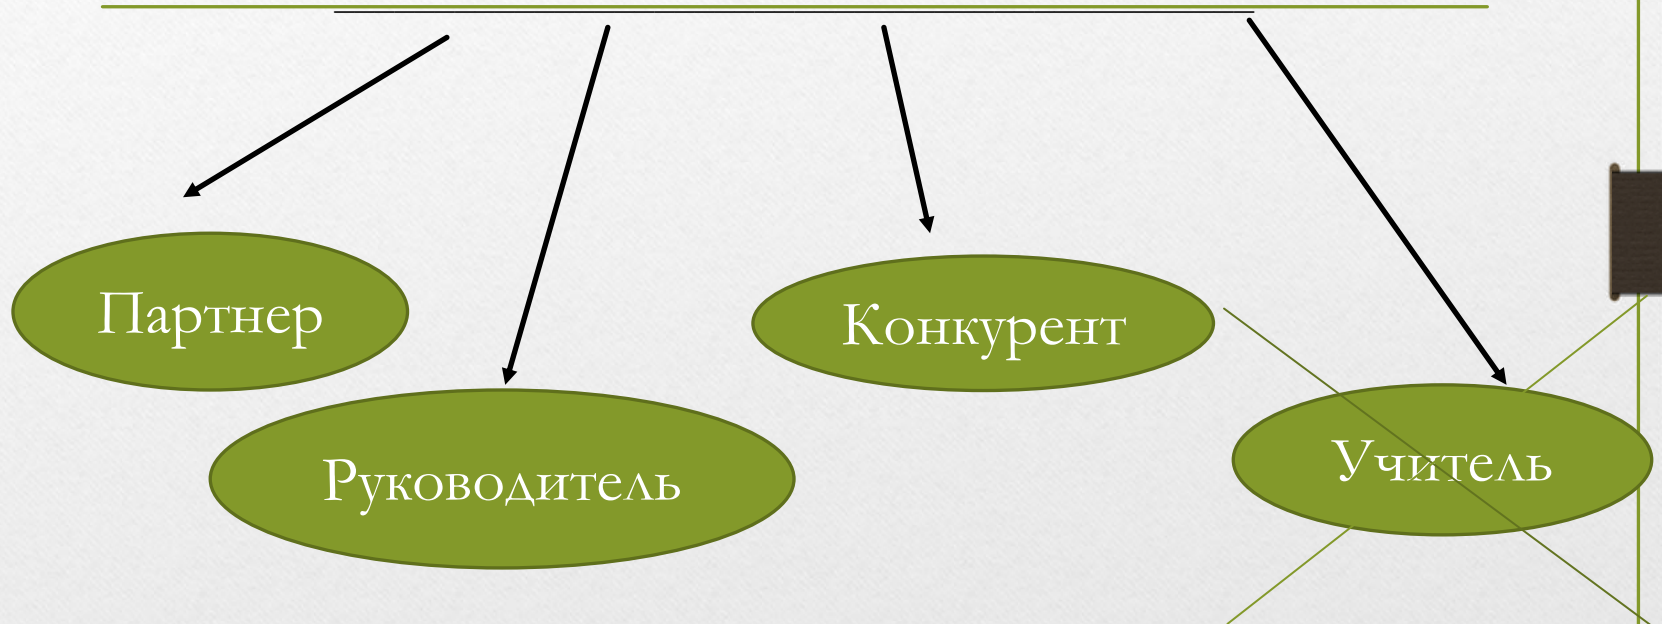 Партнер
Конкурент
Руководитель
Учитель